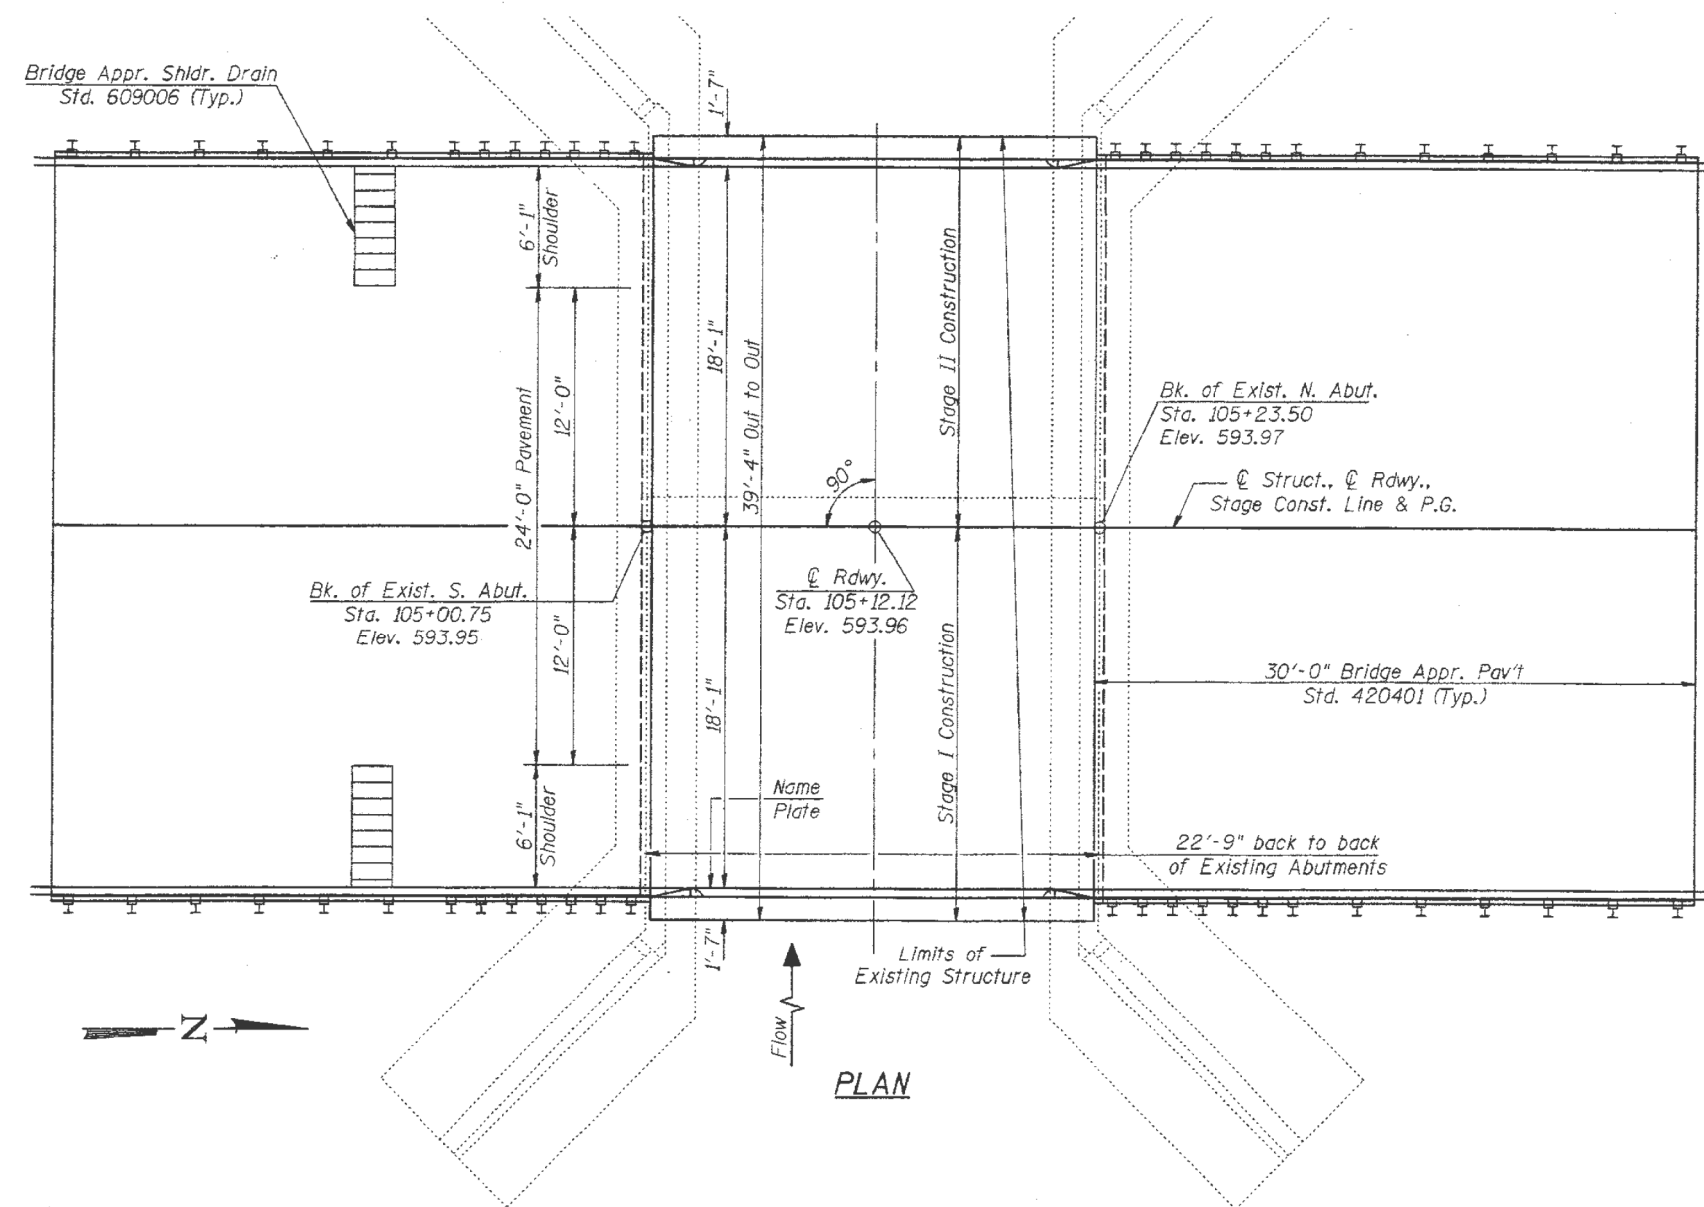 Bridge Appr. Shldr. Drain
Std. 609006 (Typ.)
1'-7"
6'-1"
Shoulder
18'-1"
39'-4" Out to Out
Stage II Construction
12'-0"
24'-0" Pavement
90°
Bk. of Exist. N. Abut.
Sta. 105+23.50
Elev. 593.97
℄ Struct., ℄ Rdwy.,
Stage Const. Line & P.G.
Bk. of Exist. S. Abut.
Sta. 105+00.75
Elev. 593.95
℄ Rdwy.
Sta. 105+12.12
Elev. 593.96
12'-0"
18'-1"
Stage I Construction
30'-0" Bridge Appr. Pav't
Std. 420401 (Typ.)
Name
Plate
6'-1"
Shoulder
22'-9" back to back
of Existing Abutments
1'-7"
Limits of
Existing Structure
Flow
N
PLAN